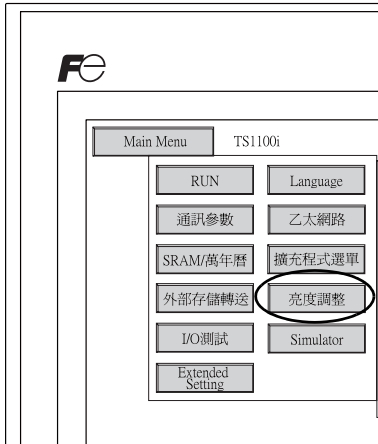 Fe
Main Menu TS1100i
RUN Language
通訊參數 乙太網路
SRAM/萬年曆 擴充程式選單
外部存儲轉送 亮度調整
I/O測試 Simulator
Extended
Setting